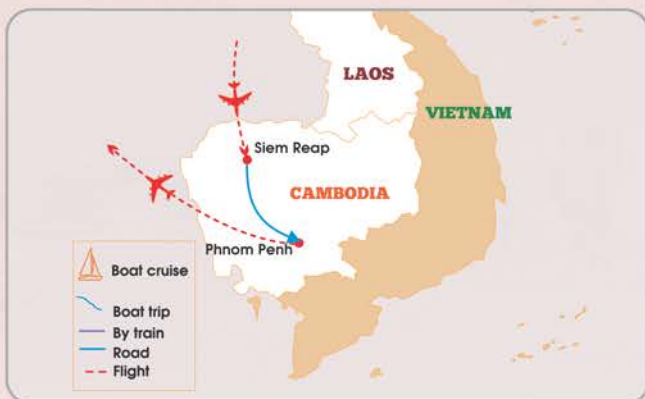 LAOS
VIETNAM
Siem Reap
CAMBODIA
Phnom Penh
Boat cruise
Boat trip
By train
Road
Flight